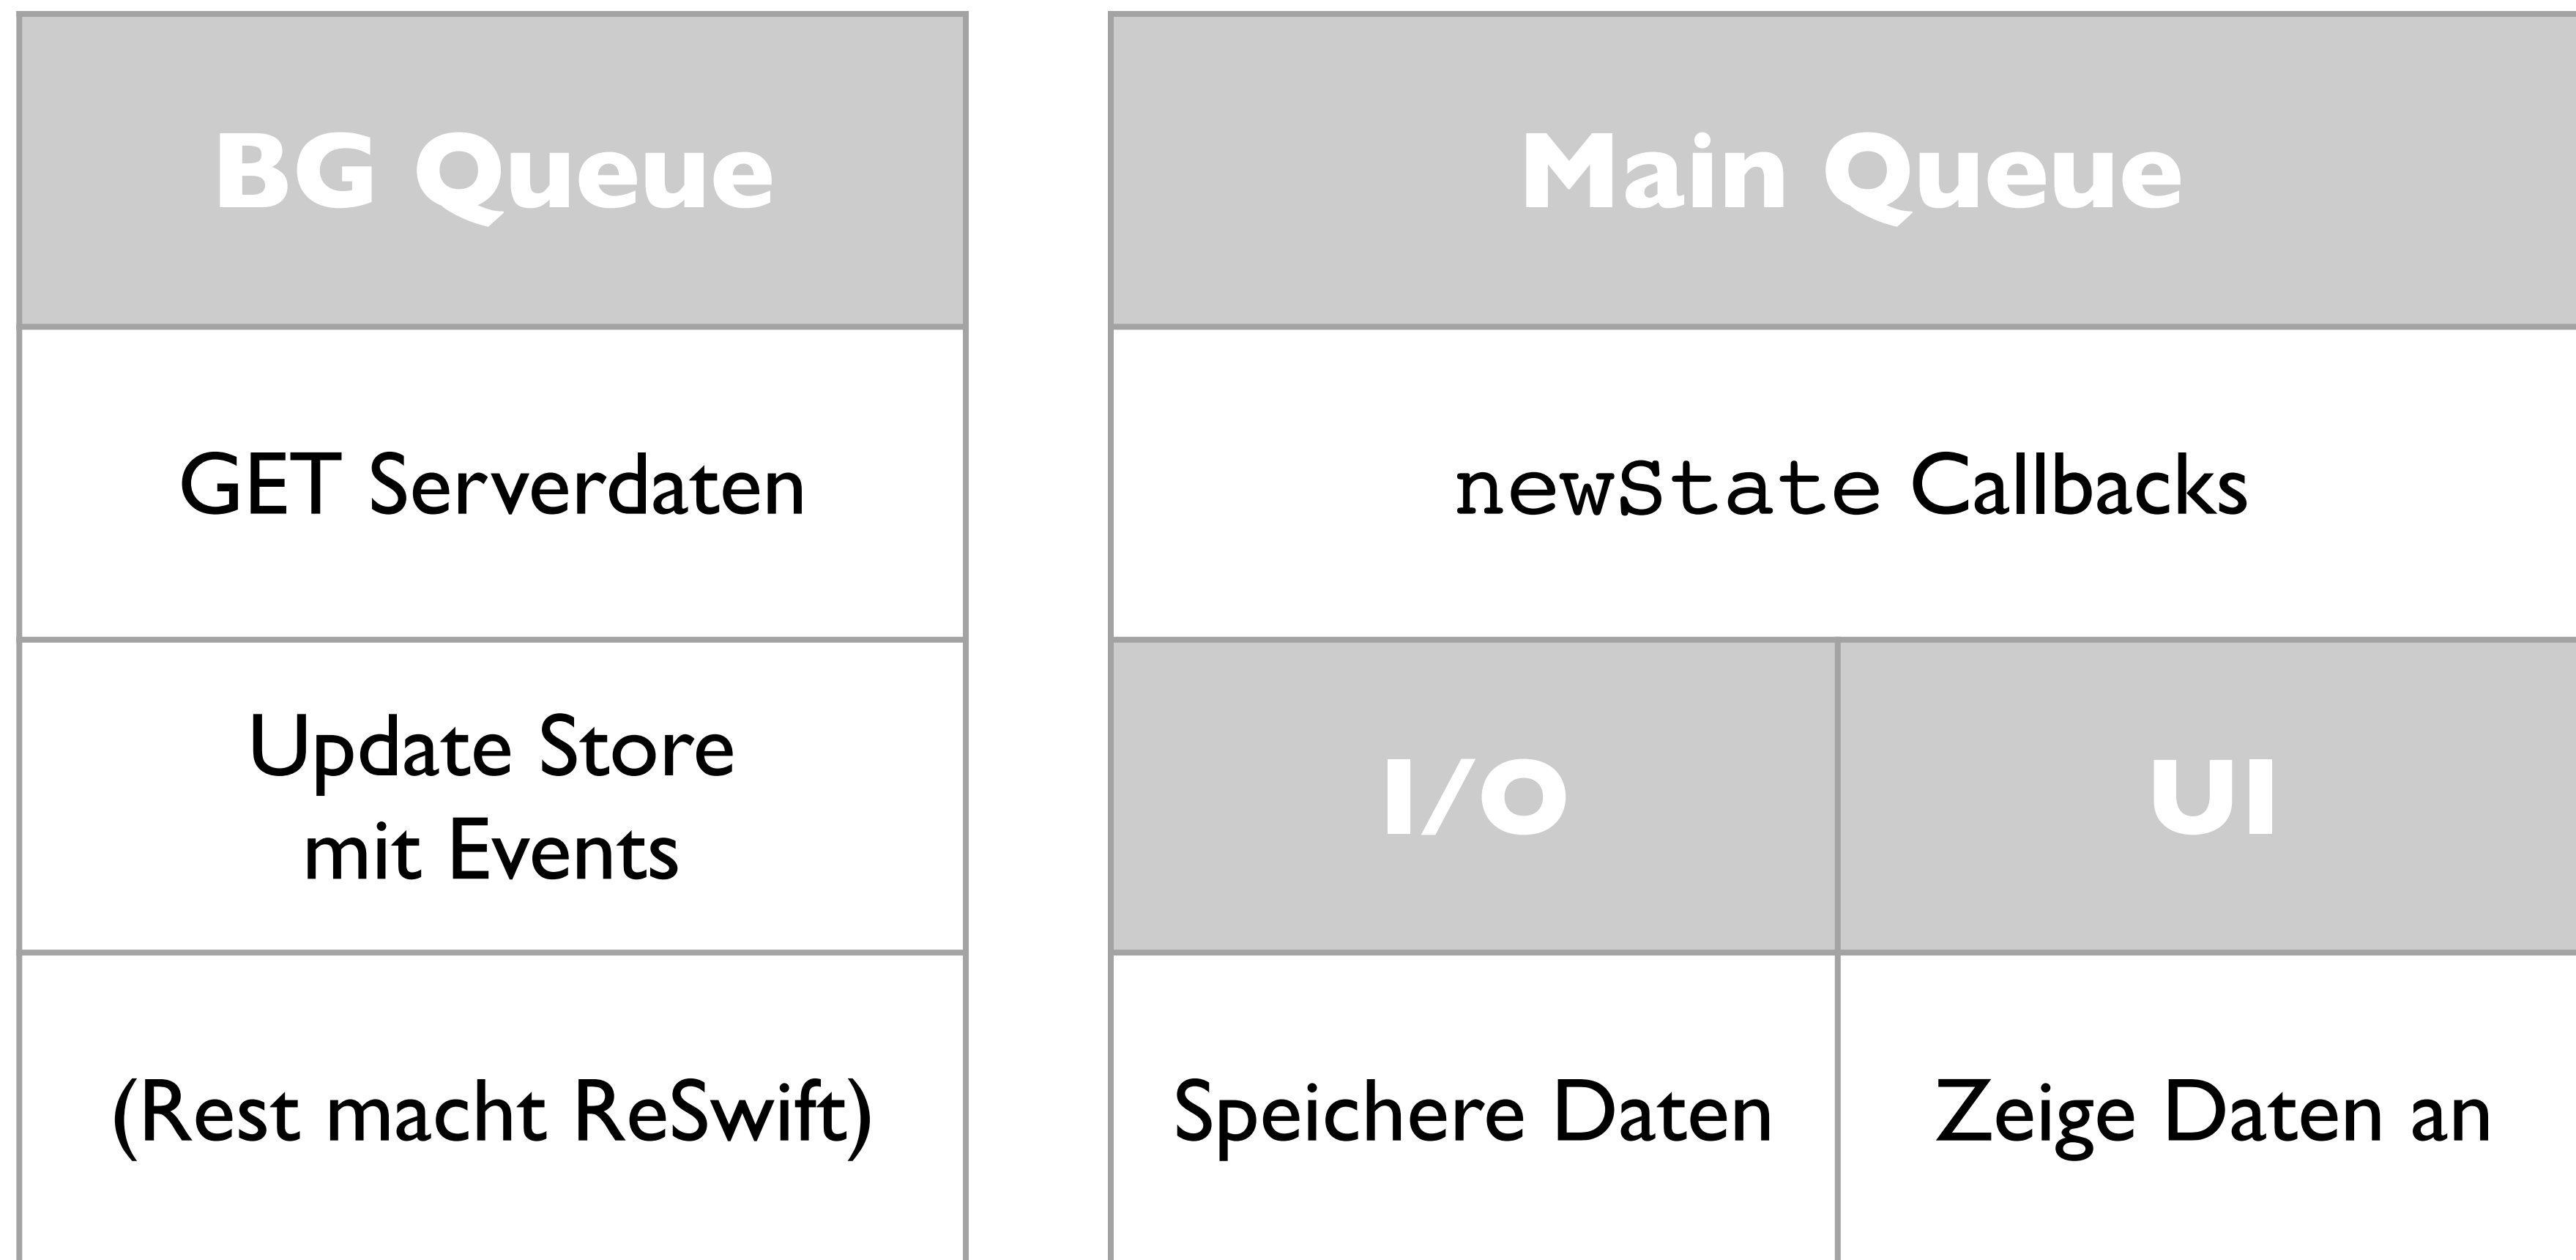 BG Queue
GET Serverdaten
Update Store
mit Events
(Rest macht ReSwift)
Main Queue
newState Callbacks
I/O
UI
Speichere Daten
Zeige Daten an